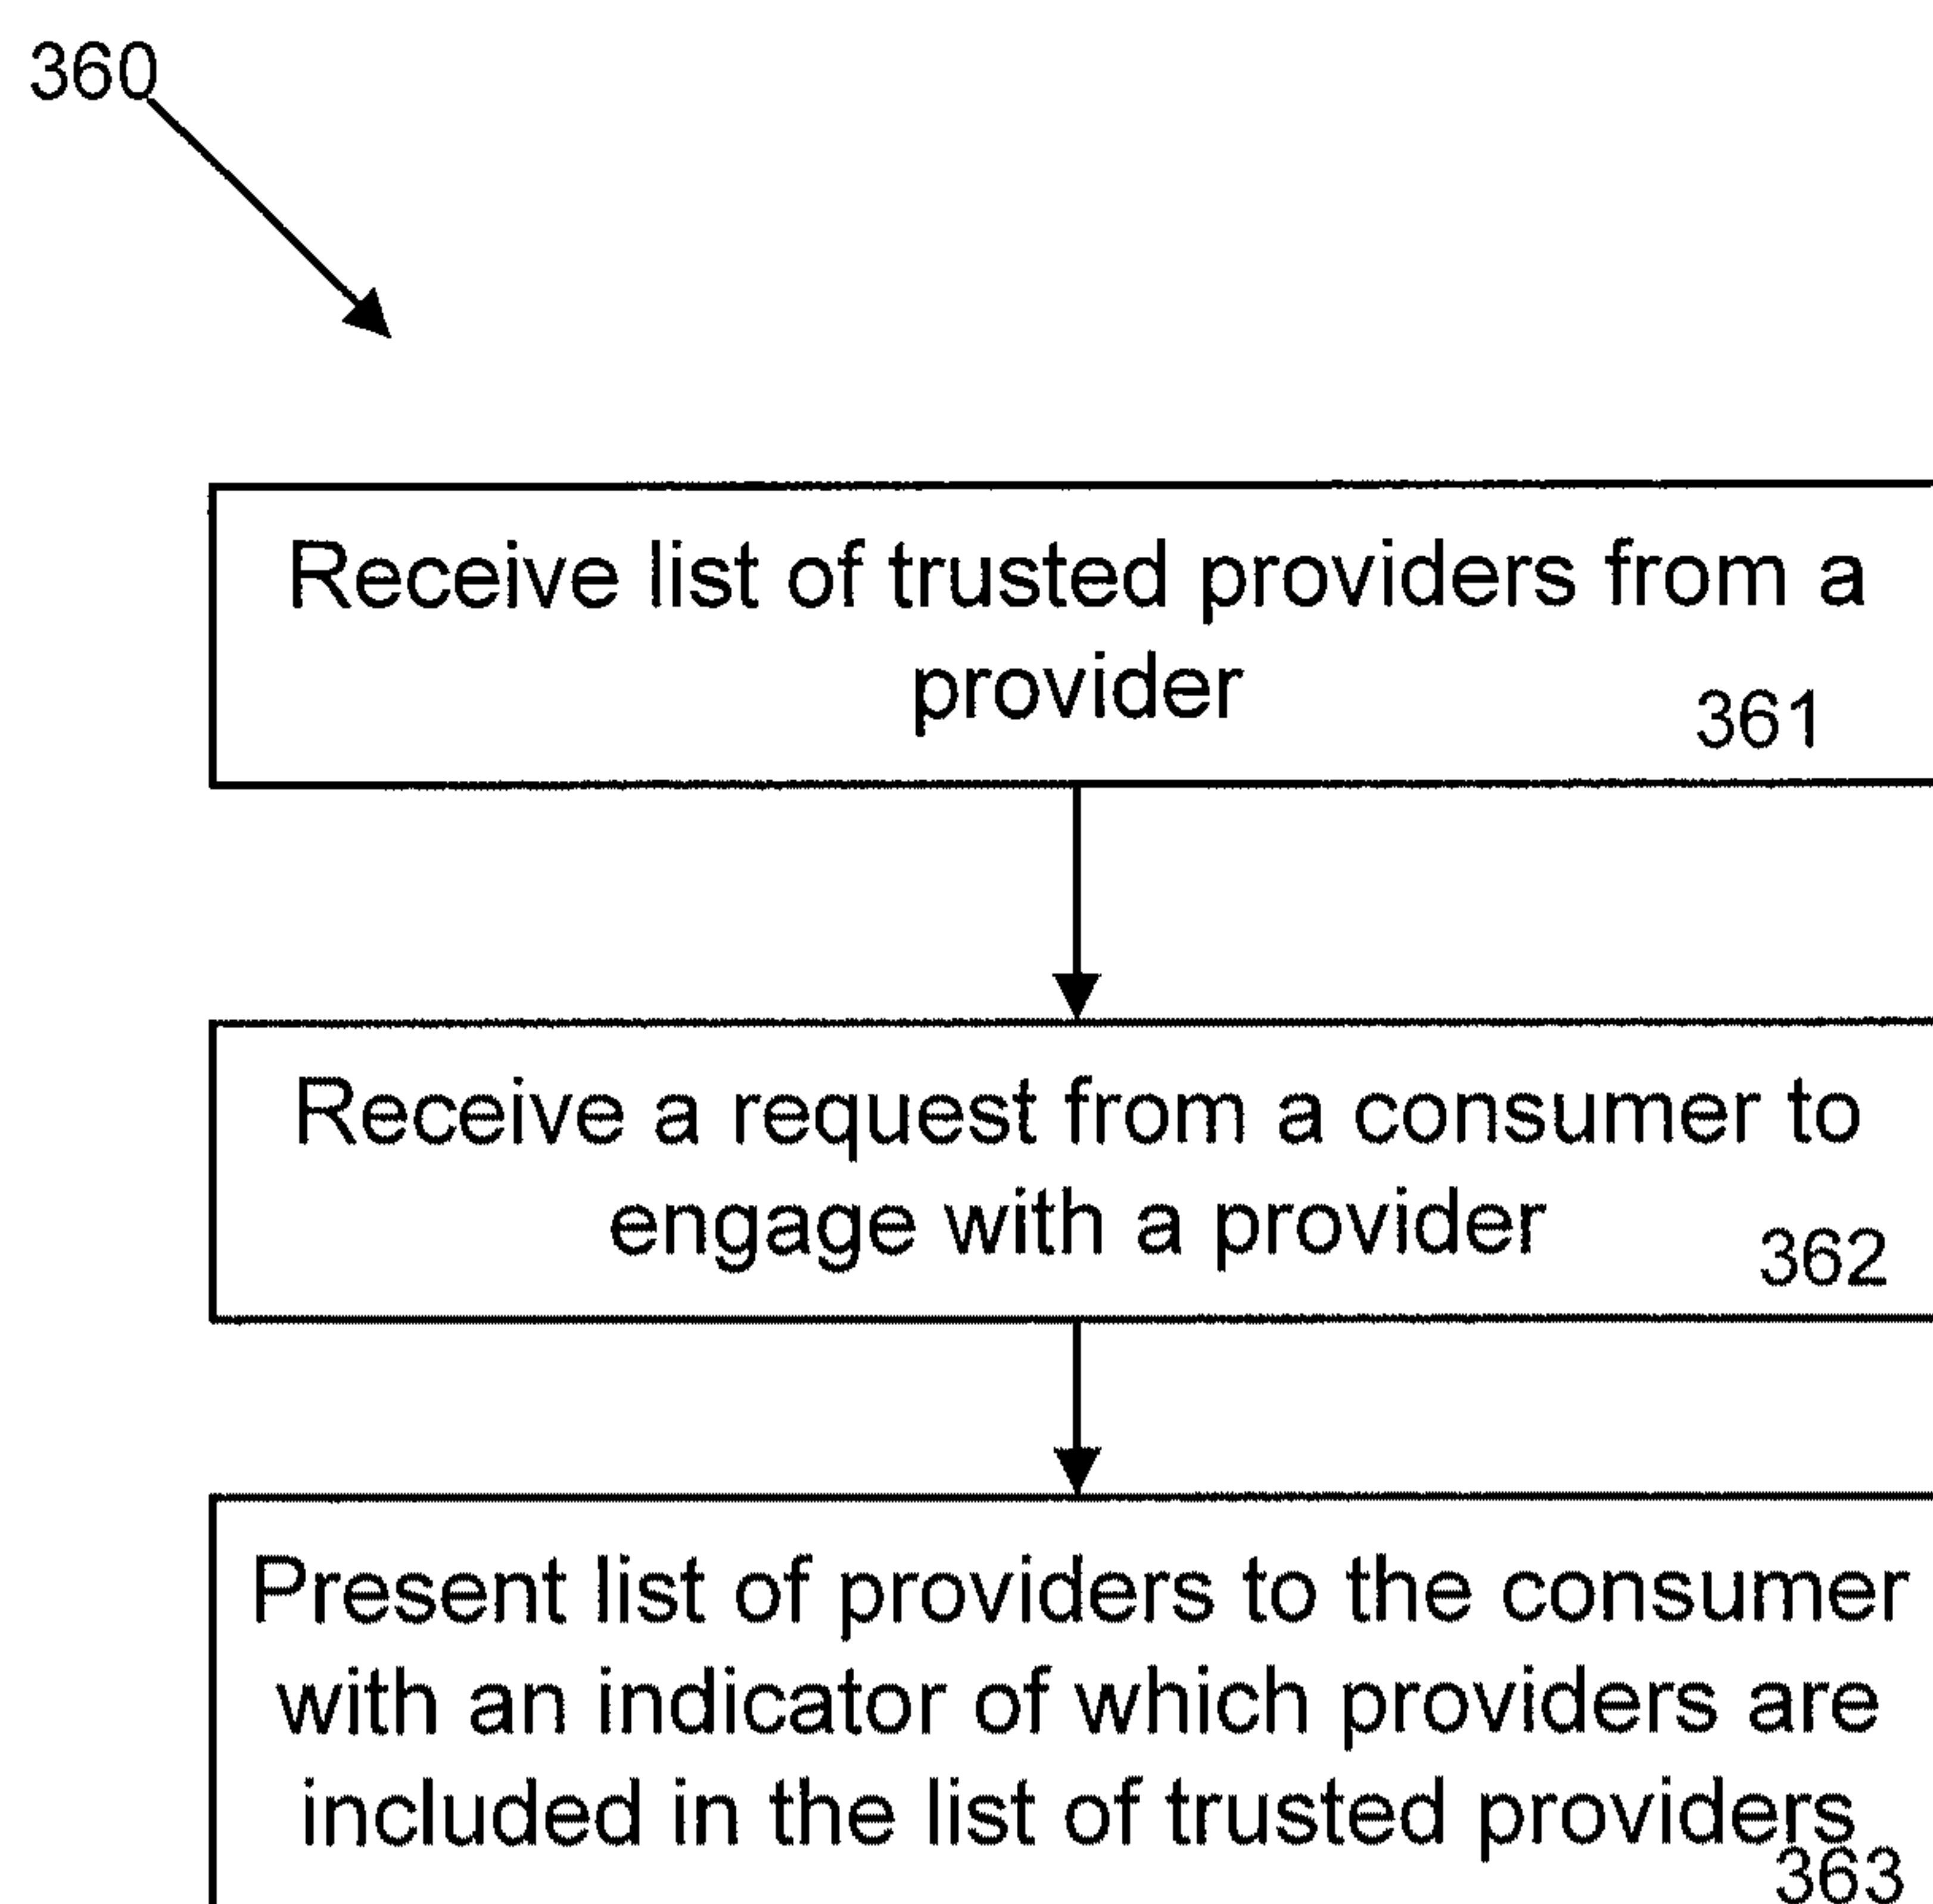 360
Receive list of trusted providers from a
provider
361
Receive a request from a consumer to
engage with a provider
362
Present list of providers to the consumer
with an indicator of which providers are
included in the list of trusted providers
363